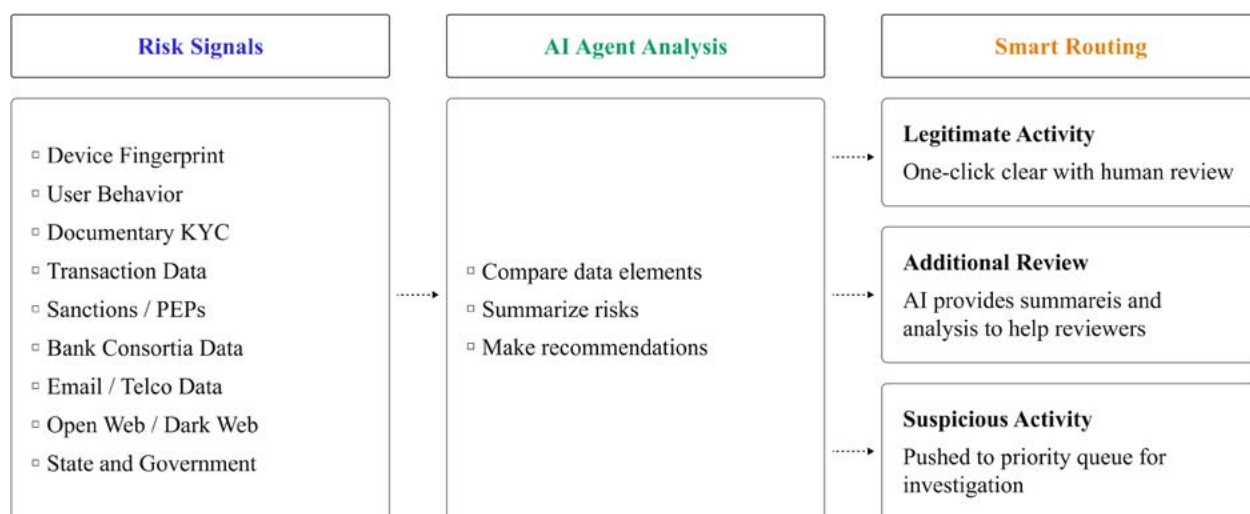 Risk Signals
AI Agent Analysis
Smart Routing
Device Fingerprint
User Behavior
Documentary KYC
Transaction Data
Sanctions / PEPs
Bank Consortia Data
Email / Telco Data
Open Web / Dark Web
State and Government
Compare data elements
Summarize risks
Make recommendations
Legitimate Activity
One-click clear with human review
Additional Review
AI provides summareis and
analysis to help reviewers
Suspicious Activity
Pushed to priority queue for
investigation